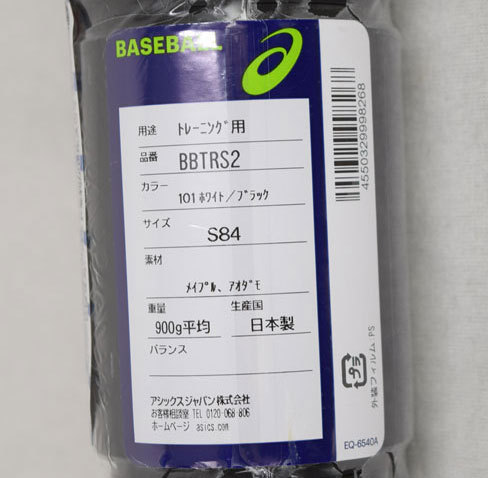 BASEBALL
用途 トレーニング用
品番 BBTRS2
カラー
101 ホワイト/ブラック
サイズ S84
素材
メイプル、アオダモ
重量 生産国
900g平均 日本製
バランス
アシックスジャパン株式会社
お客様相談室 TEL 0120-068-806
ホームページ asics.com
4550329998268
プラ
外装フィルム PS
EQ-6540A